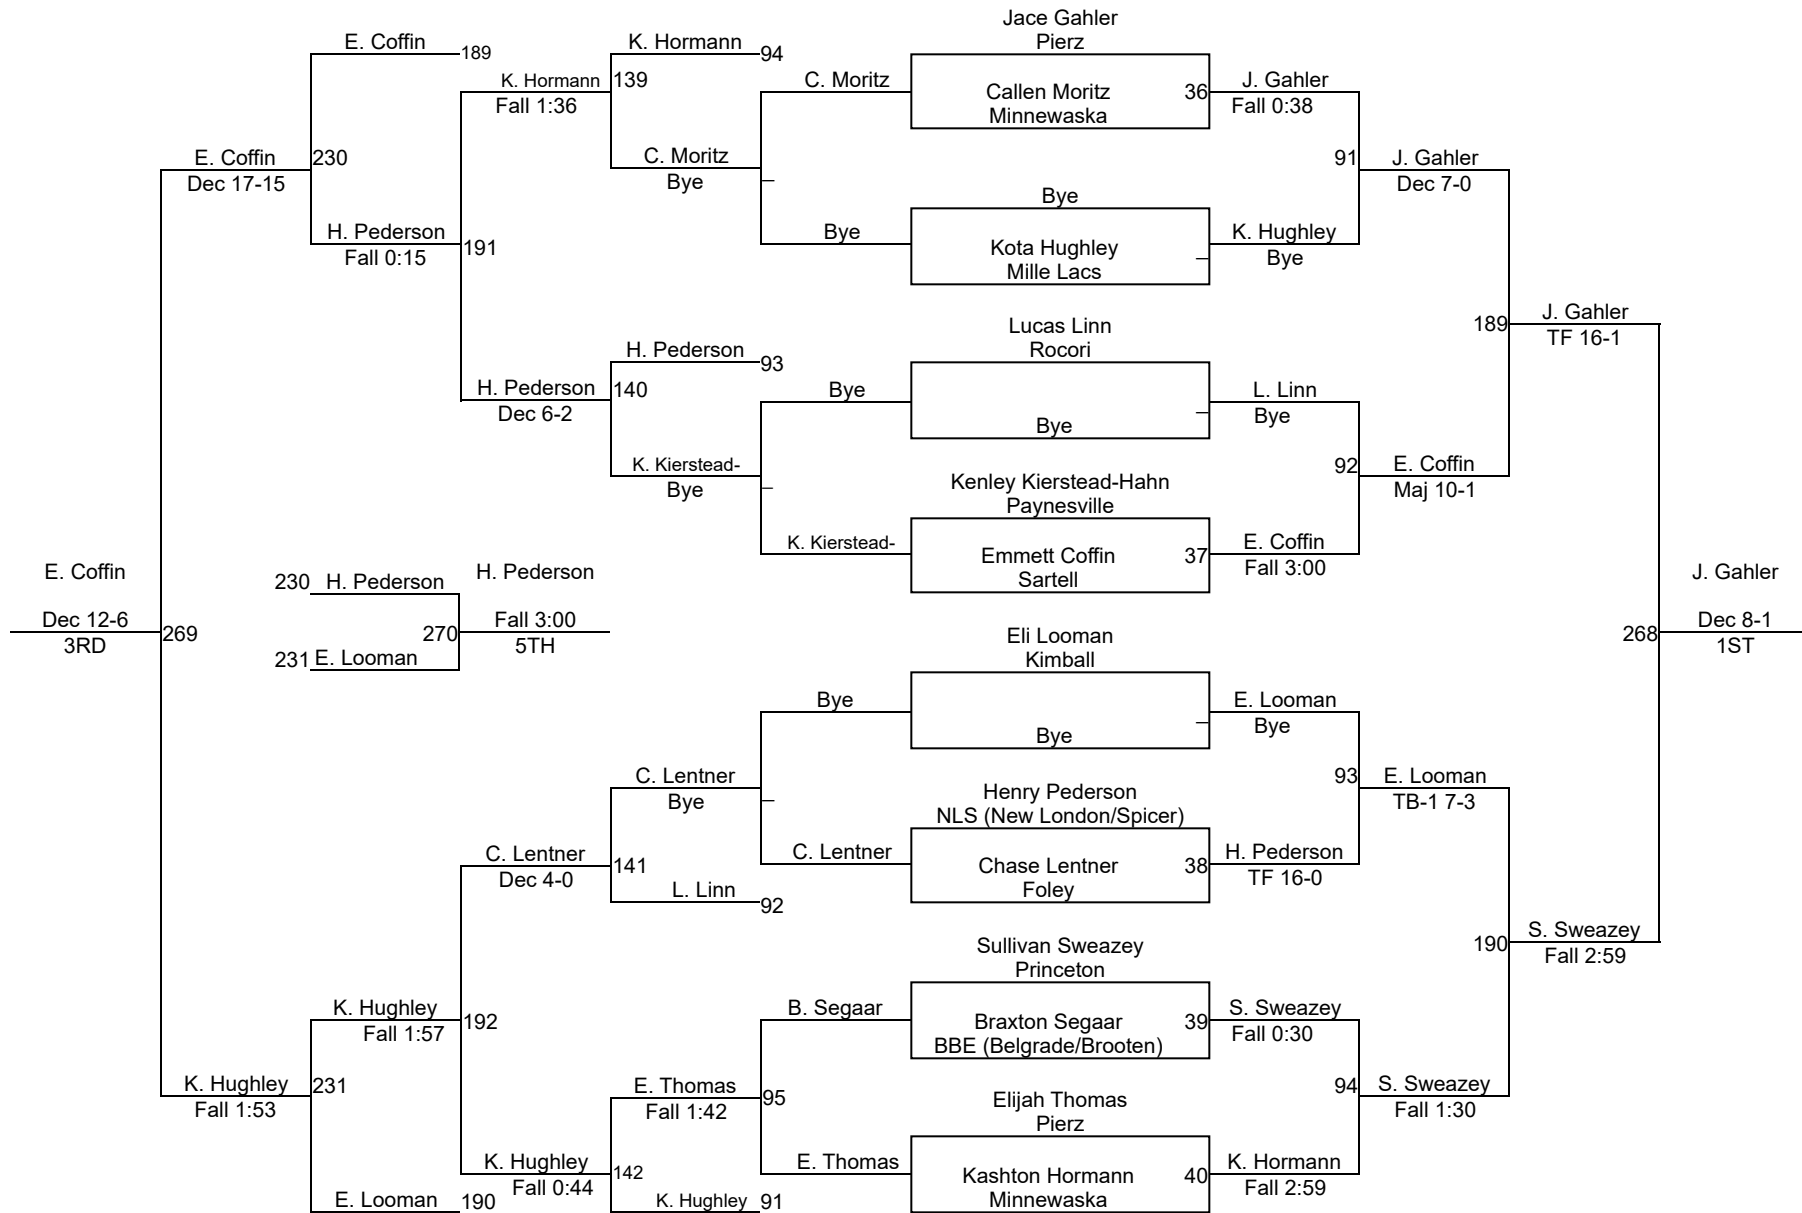 Jace Gahler
Pierz
E. Coffin
189
K. Hormann
94
K. Hormann
139
Fall 1:36
C. Moritz
Callen Moritz
Minnewaska
36
J. Gahler
Fall 0:38
E. Coffin
230
Dec 17-15
C. Moritz
Bye
_
91
J. Gahler
Dec 7-0
Bye
H. Pederson
191
Fall 0:15
Bye
Kota Hughley
Mille Lacs
_
K. Hughley
Bye
Lucas Linn
Rocori
189
J. Gahler
TF 16-1
H. Pederson
93
H. Pederson
140
Dec 6-2
Bye
Bye
_
L. Linn
Bye
K. Kierstead-
Bye
_
92
E. Coffin
Maj 10-1
Kenley Kierstead-Hahn
Paynesville
K. Kierstead-
Emmett Coffin
Sartell
37
E. Coffin
Fall 3:00
E. Coffin
Dec 12-6
3RD
269
230
H. Pederson
H. Pederson
270
Fall 3:00
5TH
231
E. Looman
J. Gahler
268
Dec 8-1
1ST
Eli Looman
Kimball
Bye
Bye
_
E. Looman
Bye
C. Lentner
Bye
_
93
E. Looman
TB-1 7-3
Henry Pederson
NLS (New London/Spicer)
C. Lentner
141
Dec 4-0
C. Lentner
Chase Lentner
Foley
38
H. Pederson
TF 16-0
L. Linn
92
Sullivan Sweazey
Princeton
190
S. Sweazey
Fall 2:59
K. Hughley
192
Fall 1:57
B. Segaar
Braxton Segaar
BBE (Belgrade/Brooten)
39
S. Sweazey
Fall 0:30
K. Hughley
231
Fall 1:53
E. Thomas
95
Fall 1:42
94
S. Sweazey
Fall 1:30
Elijah Thomas
Pierz
K. Hughley
142
Fall 0:44
E. Thomas
Kashton Hormann
Minnewaska
40
K. Hormann
Fall 2:59
E. Looman
190
K. Hughley
91